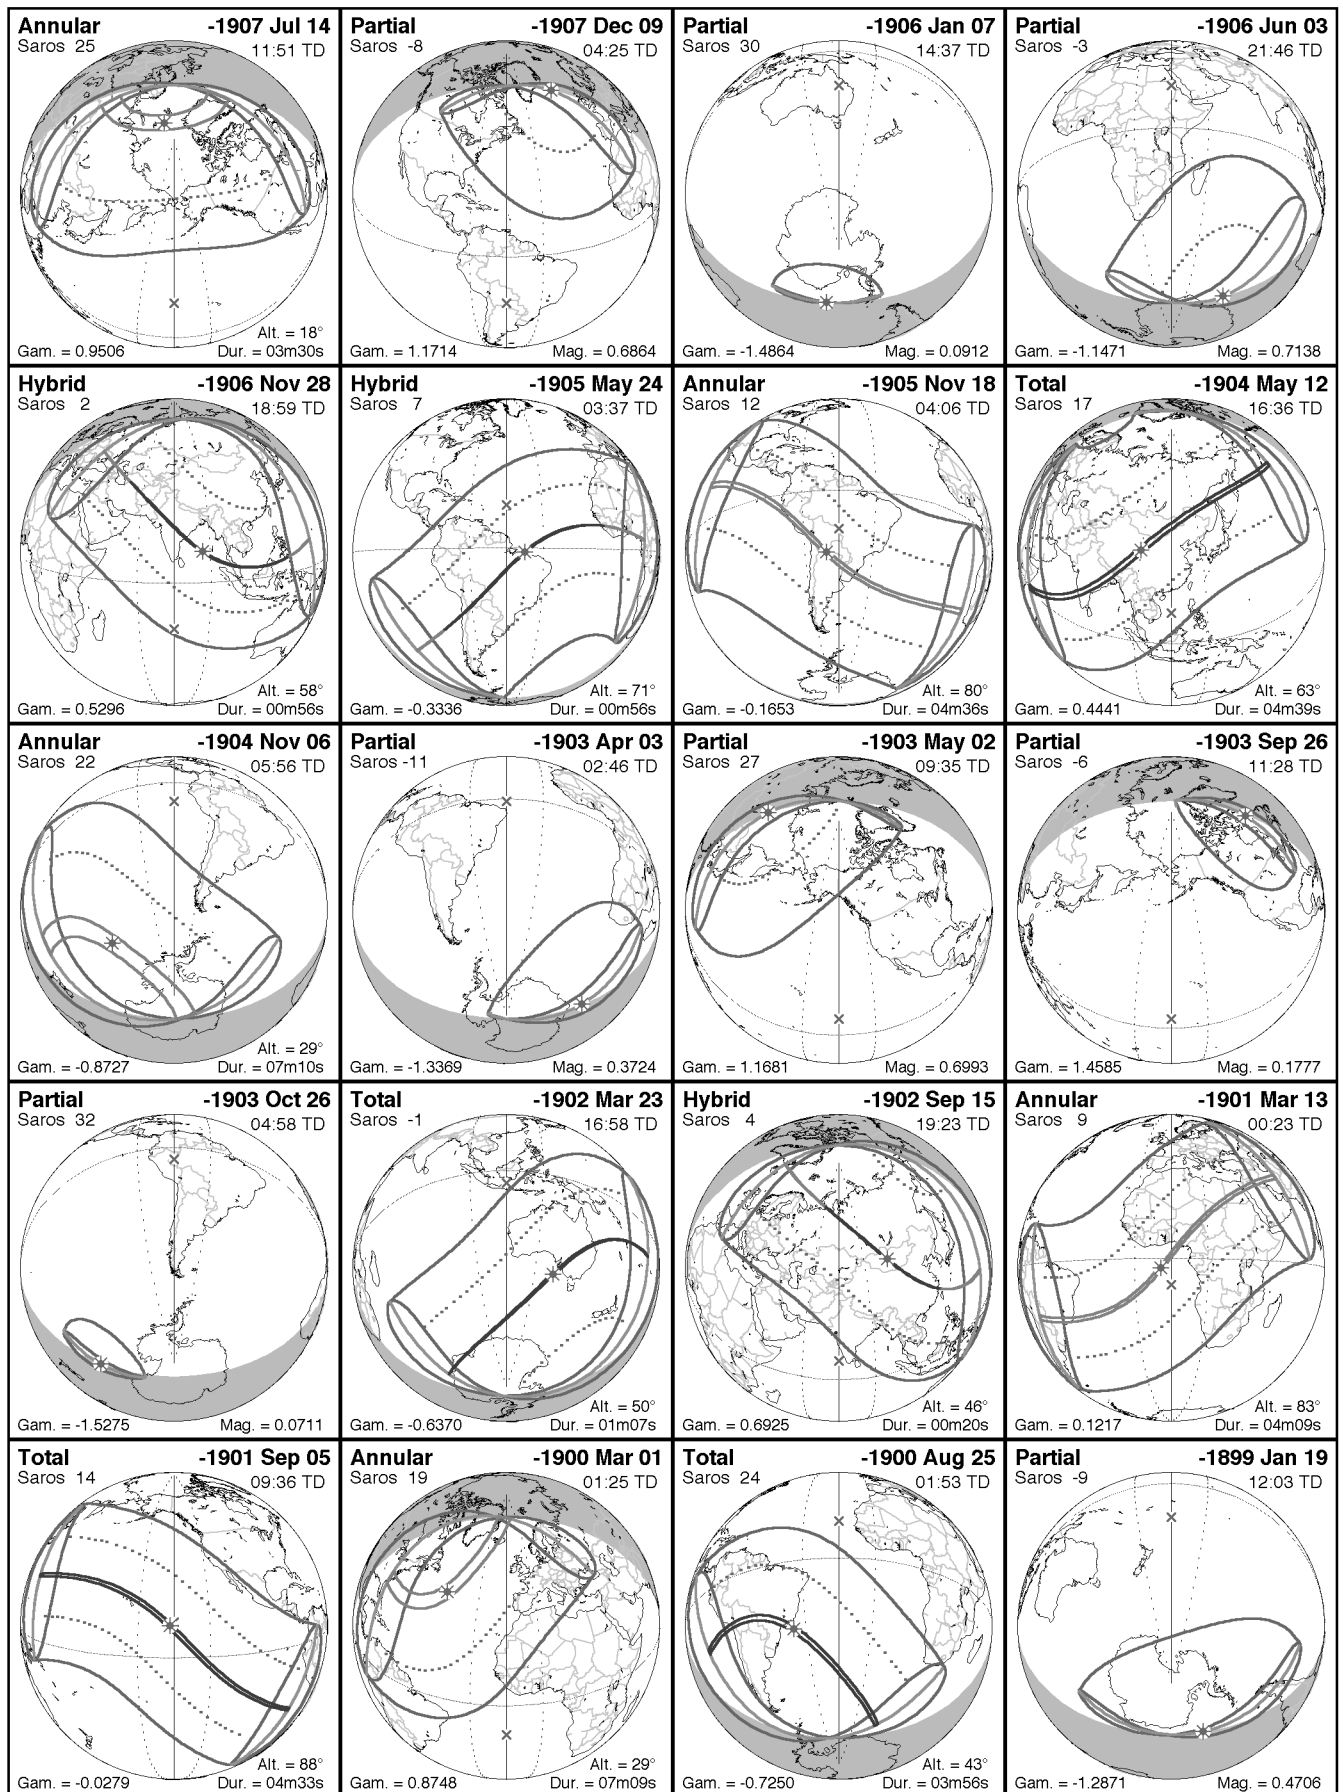 Annular -1907 Jul 14
Saros 25 11:51 TD
Alt. = 18°
Gam. = 0.9506 Dur. = 03m30s
Partial -1907 Dec 09
Saros -8 04:25 TD
Gam. = 1.1714 Mag. = 0.6864
Partial -1906 Jan 07
Saros 30 14:37 TD
Gam. = -1.4864 Mag. = 0.0912
Partial -1906 Jun 03
Saros -3 21:46 TD
Gam. = -1.1471 Mag. = 0.7138
Hybrid -1906 Nov 28
Saros 2 18:59 TD
Alt. = 58°
Gam. = 0.5296 Dur. = 00m56s
Hybrid -1905 May 24
Saros 7 03:37 TD
Alt. = 71°
Gam. = -0.3336 Dur. = 00m56s
Annular -1905 Nov 18
Saros 12 04:06 TD
Alt. = 80°
Gam. = -0.1653 Dur. = 04m36s
Total -1904 May 12
Saros 17 16:36 TD
Alt. = 63°
Gam. = 0.4441 Dur. = 04m39s
Annular -1904 Nov 06
Saros 22 05:56 TD
Alt. = 29°
Gam. = -0.8727 Dur. = 07m10s
Partial -1903 Apr 03
Saros -11 02:46 TD
Gam. = -1.3369 Mag. = 0.3724
Partial -1903 May 02
Saros 27 09:35 TD
Gam. = 1.1681 Mag. = 0.6993
Partial -1903 Sep 26
Saros -6 11:28 TD
Gam. = 1.4585 Mag. = 0.1777
Partial -1903 Oct 26
Saros 32 04:58 TD
Gam. = -1.5275 Mag. = 0.0711
Total -1902 Mar 23
Saros -1 16:58 TD
Alt. = 50°
Gam. = -0.6370 Dur. = 01m07s
Hybrid -1902 Sep 15
Saros 4 19:23 TD
Alt. = 46°
Gam. = 0.6925 Dur. = 00m20s
Annular -1901 Mar 13
Saros 9 00:23 TD
Alt. = 83°
Gam. = 0.1217 Dur. = 04m09s
Total -1901 Sep 05
Saros 14 09:36 TD
Alt. = 88°
Gam. = -0.0279 Dur. = 04m33s
Annular -1900 Mar 01
Saros 19 01:25 TD
Alt. = 29°
Gam. = 0.8748 Dur. = 07m09s
Total -1900 Aug 25
Saros 24 01:53 TD
Alt. = 43°
Gam. = -0.7250 Dur. = 03m56s
Partial -1899 Jan 19
Saros -9 12:03 TD
Gam. = -1.2871 Mag. = 0.4706